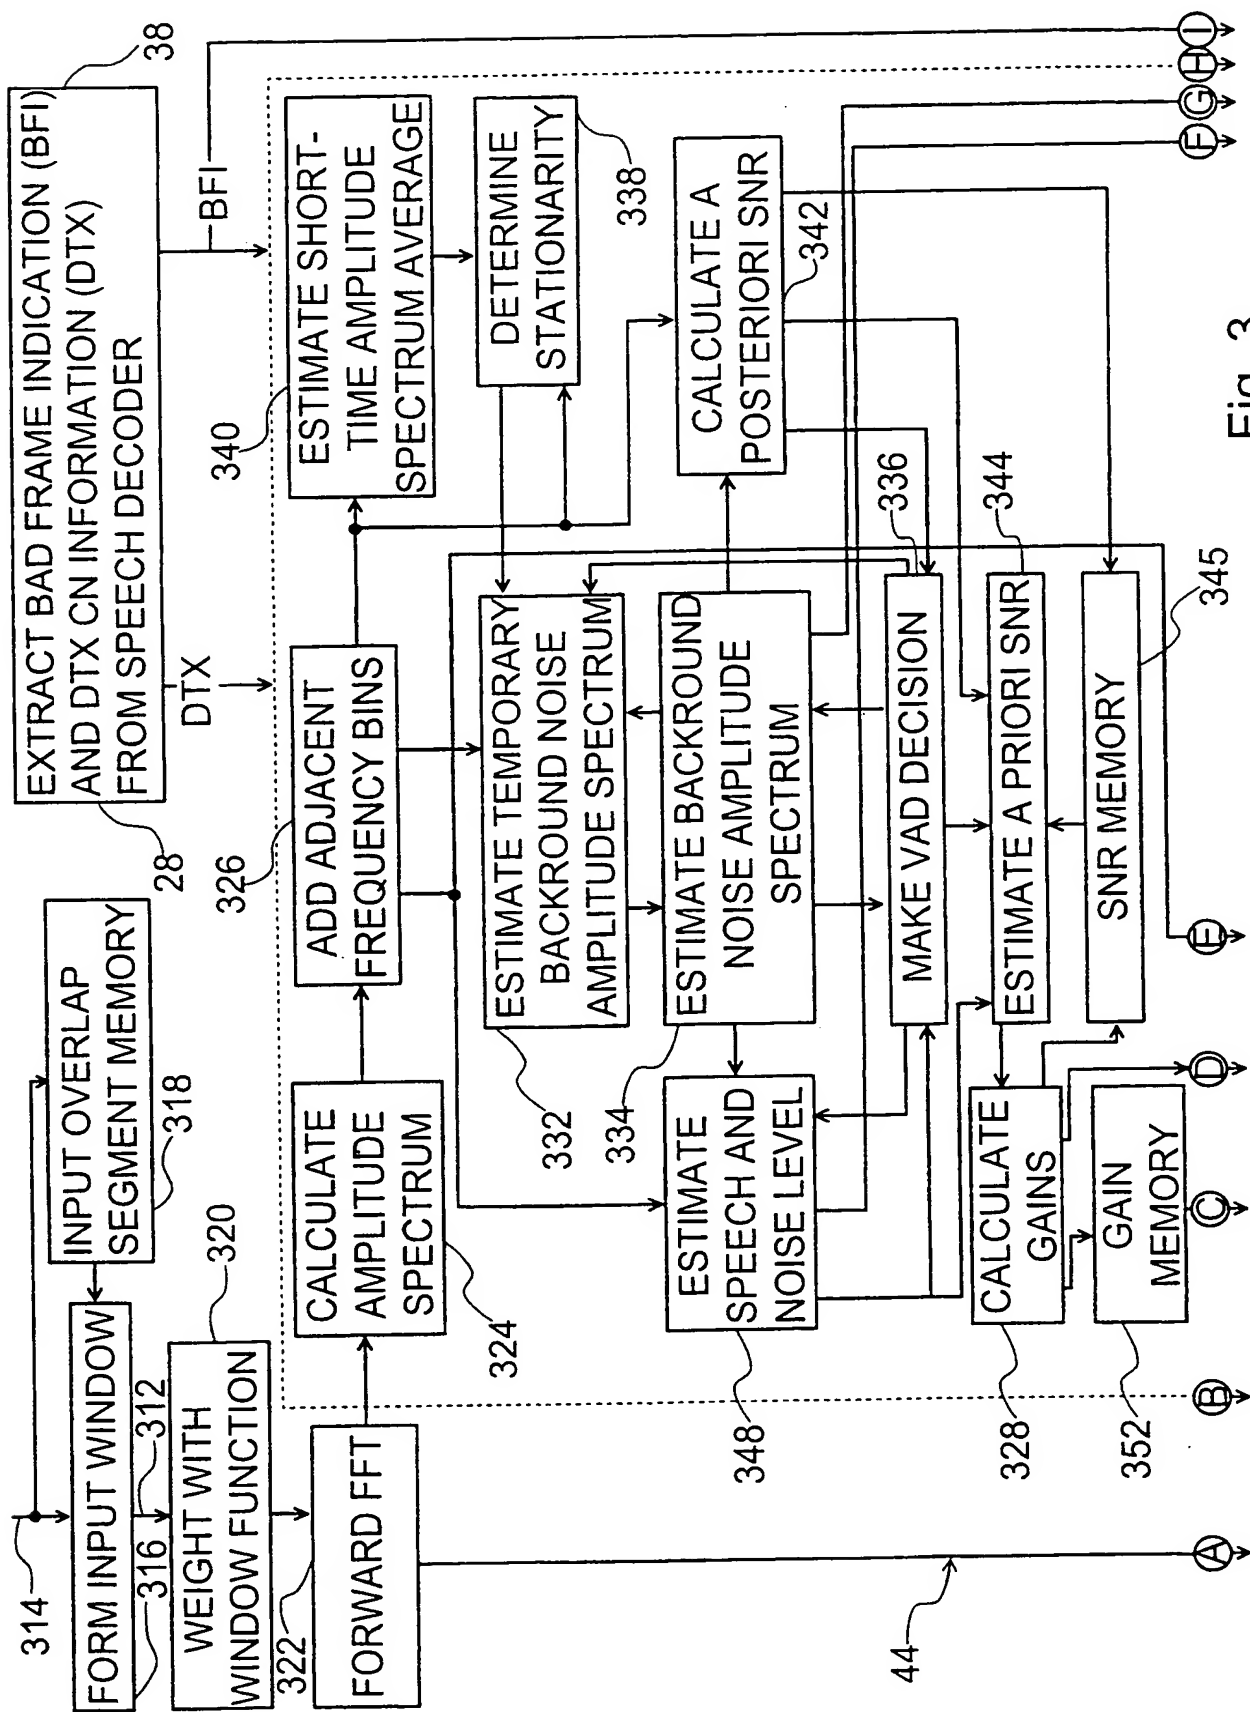 314
FORM INPUT WINDOW
316
312
INPUT OVERLAP
SEGMENT MEMORY
318
WEIGHT WITH
WINDOW FUNCTION
320
322
FORWARD FFT
44
EXTRACT BAD FRAME INDICATION (BFI)
AND DTX CN INFORMATION (DTX)
FROM SPEECH DECODER
28
38
DTX
BFI
CALCULATE
AMPLITUDE
SPECTRUM
324
326
ADD ADJACENT
FREQUENCY BINS
340
ESTIMATE SHORT-
TIME AMPLITUDE
SPECTRUM AVERAGE
DETERMINE
STATIONARITY
338
332
ESTIMATE TEMPORARY
BACKROUND NOISE
AMPLITUDE SPECTRUM
334
ESTIMATE BACKROUND
NOISE AMPLITUDE
SPECTRUM
CALCULATE A
POSTERIORI SNR
342
ESTIMATE
SPEECH AND
NOISE LEVEL
348
MAKE VAD DECISION
336
ESTIMATE A PRIORI SNR
344
SNR MEMORY
345
CALCULATE
GAINS
328
GAIN
MEMORY
352
A
B
C
D
E
F
G
H
I
Fig. 3